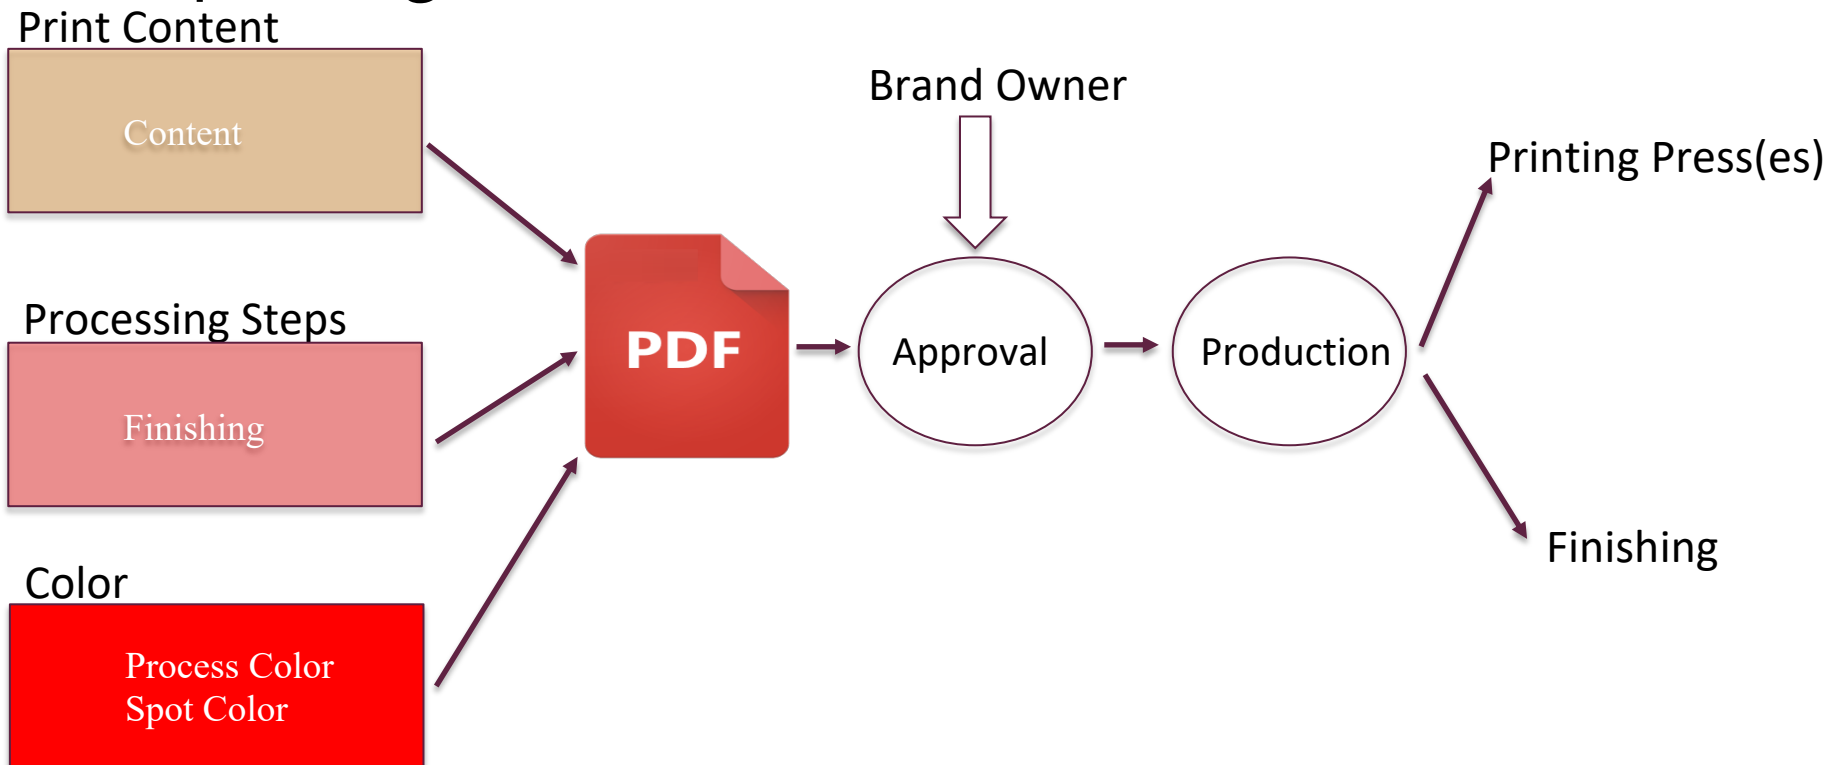 Print Content
Content
Brand Owner
Printing Press(es)
Processing Steps
Finishing
PDF
Approval
Production
Finishing
Color
Process Color
Spot Color